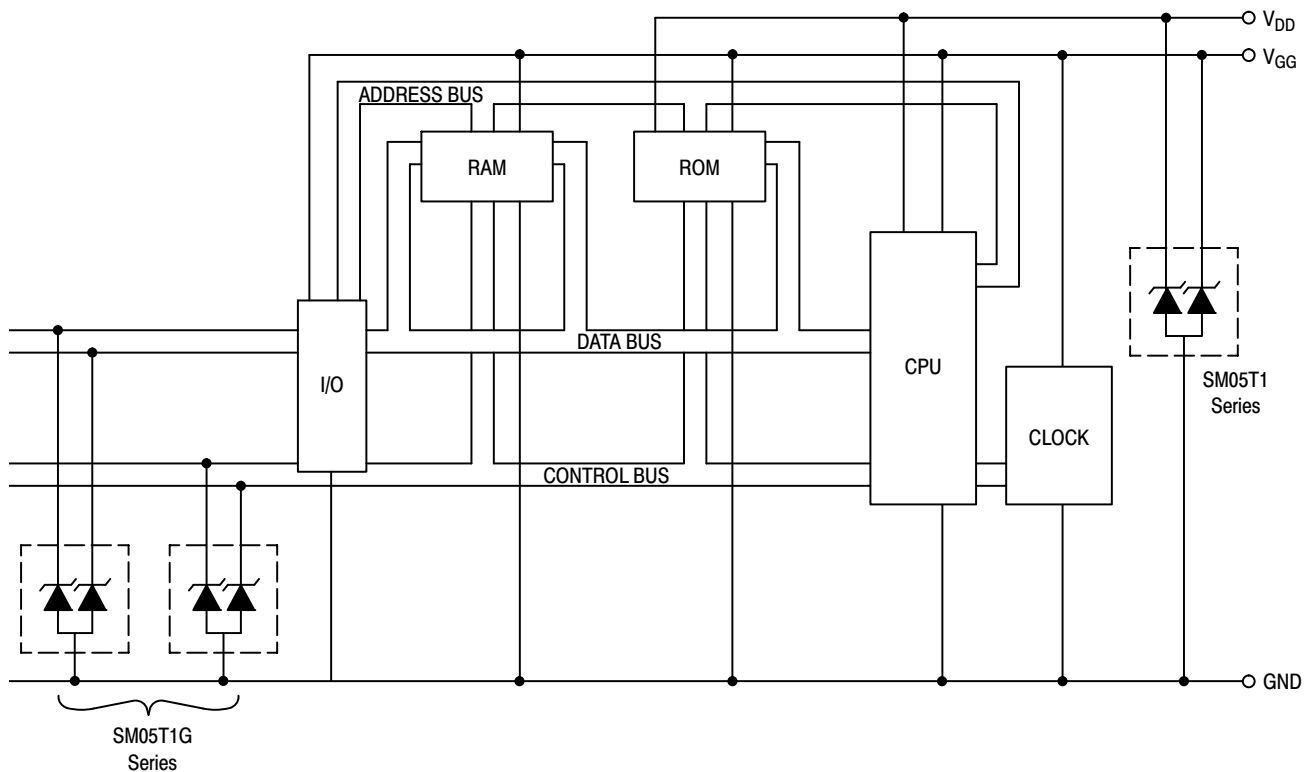 V_DD
V_GG
ADDRESS BUS
RAM
ROM
DATA BUS
I/O
CPU
SM05T1
Series
CLOCK
CONTROL BUS
GND
SM05T1G
Series